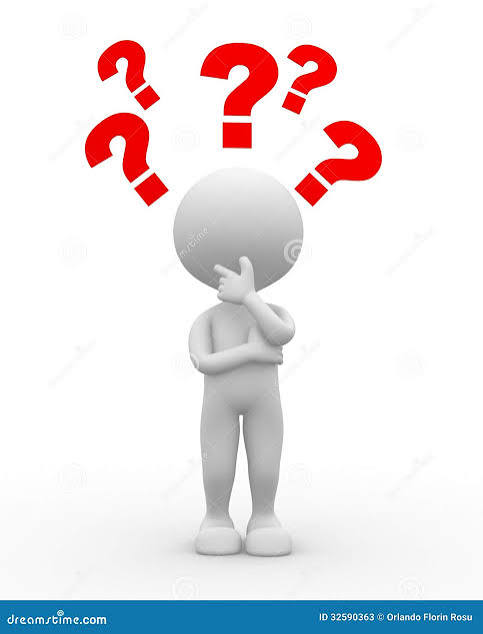 ? ? ? ? ?
dreamstime.com
ID 32590363 © Orlando Florin Rosu